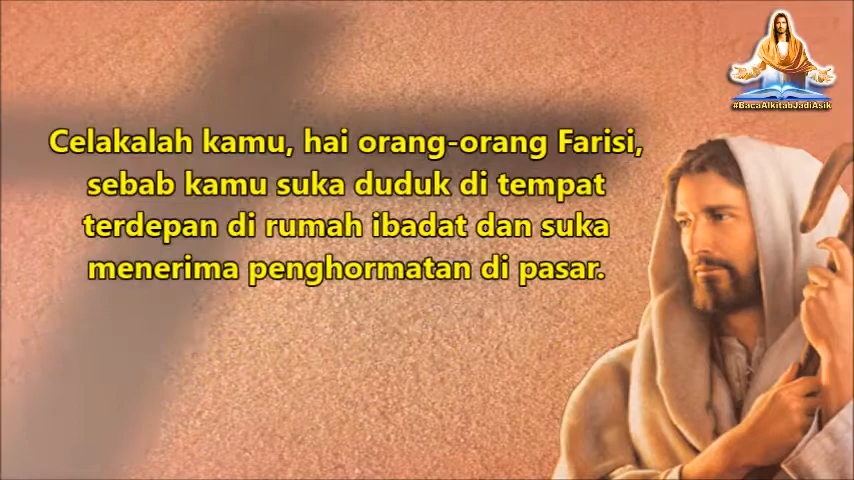 #BacaAlkitabJadiAsik
Celakalah kamu, hai orang-orang Farisi,
sebab kamu suka duduk di tempat
terdepan di rumah ibadat dan suka
menerima penghormatan di pasar.